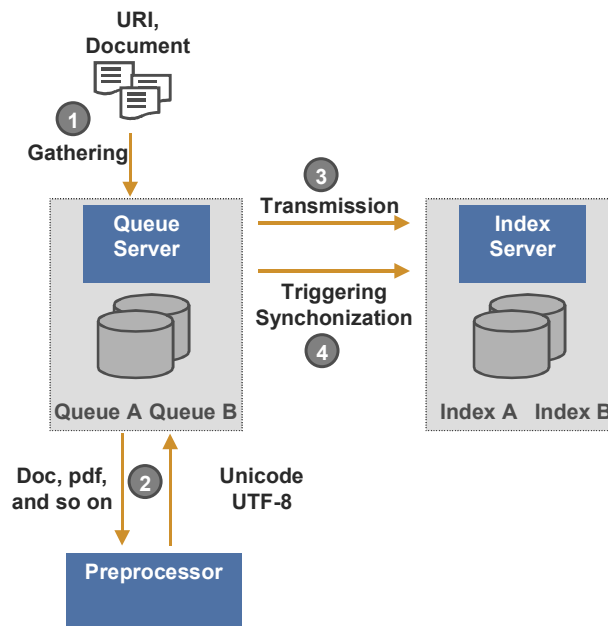 URI,
Document
1
Gathering
3
Transmission
Queue
Server
Index
Server
Triggering
Synchonization
4
Queue A Queue B
Index A Index B
Doc, pdf,
and so on
2
Unicode
UTF-8
Preprocessor